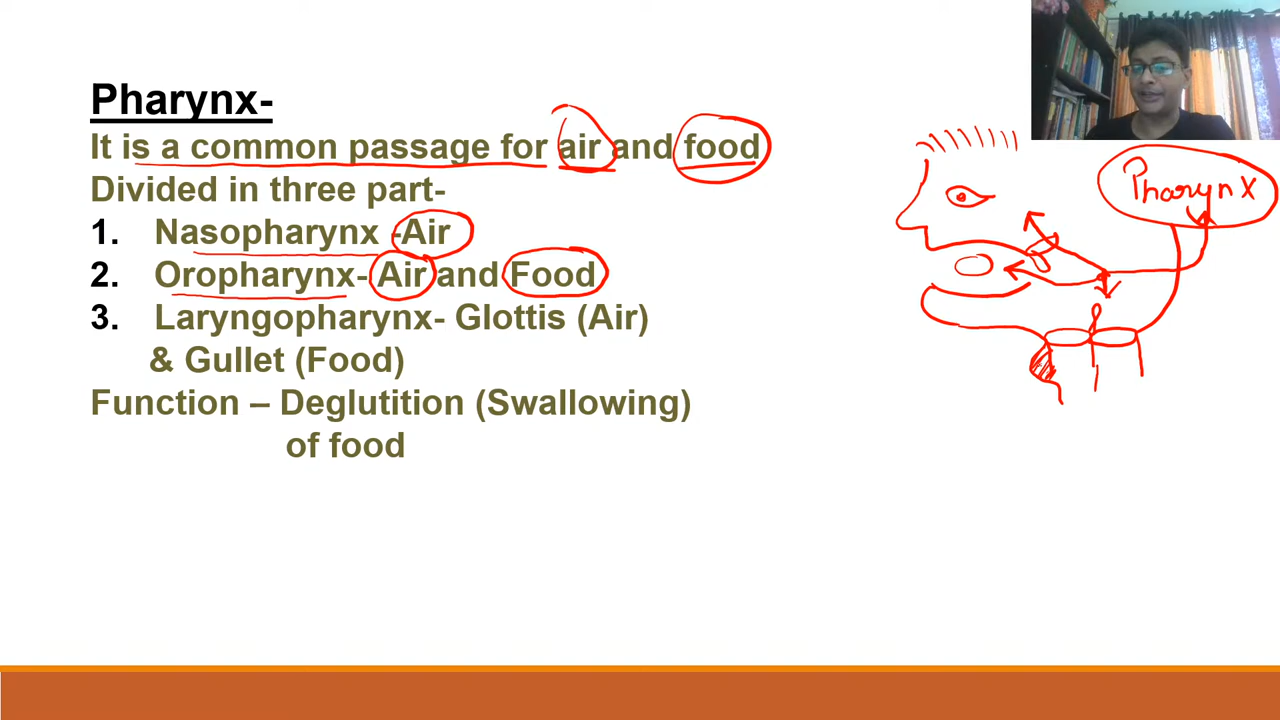 Pharynx-
It is a common passage for air and food
Divided in three part-
1. Nasopharynx -Air
2. Oropharynx- Air and Food
3. Laryngopharynx- Glottis (Air)
& Gullet (Food)
Function – Deglutition (Swallowing)
of food
Pharynx